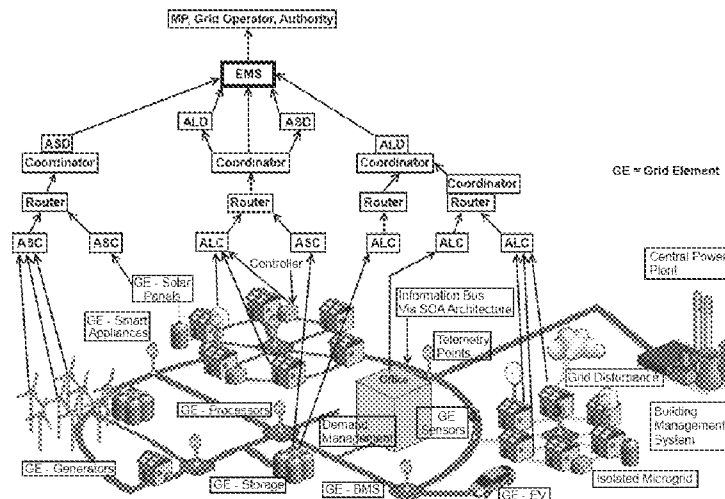 MP, Grid Operator, Authority
EMS
ALD
ASD
ASD
ALD
Coordinator
Coordinator
Coordinator
Coordinator
GE = Grid Element
Router
Router
Router
Router
ASC
ASC
ALC
ASC
ALC
ALC
ALC
Controller
GE - Solar
Panels
Information Bus
Via SOA Architecture
Central Power
Plant
GE - Smart
Appliances
Telemetry
Points
Office
Grid Disturbance
GE - Processors
Demand
Management
GE
Sensors
Building
Management
System
GE - Generators
GE - Storage
GE - BMS
GE - EV
Isolated Microgrid